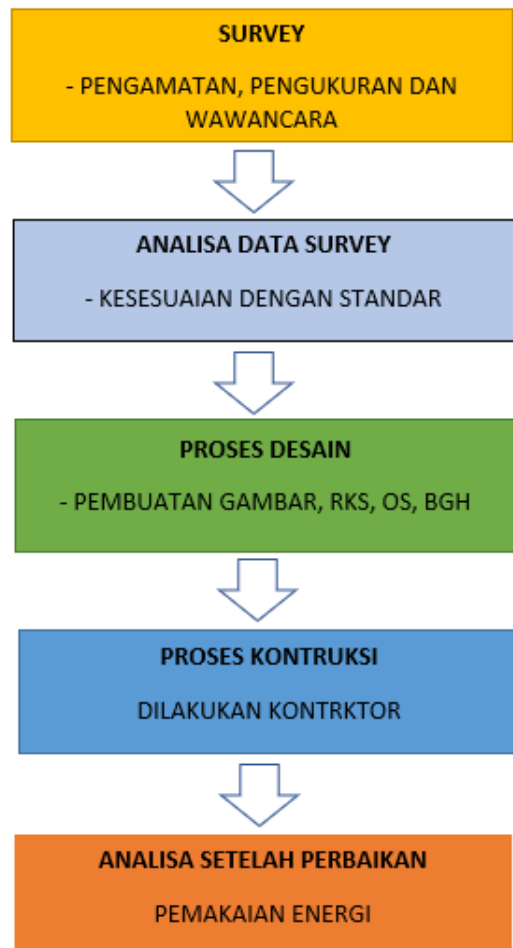 SURVEY
- PENGAMATAN, PENGUKURAN DAN
WAWANCARA
ANALISA DATA SURVEY
- KESESUAIAN DENGAN STANDAR
PROSES DESAIN
- PEMBUATAN GAMBAR, RKS, OS, BGH
PROSES KONTRUKSI
DILAKUKAN KONTRKTOR
ANALISA SETELAH PERBAIKAN
PEMAKAIAN ENERGI